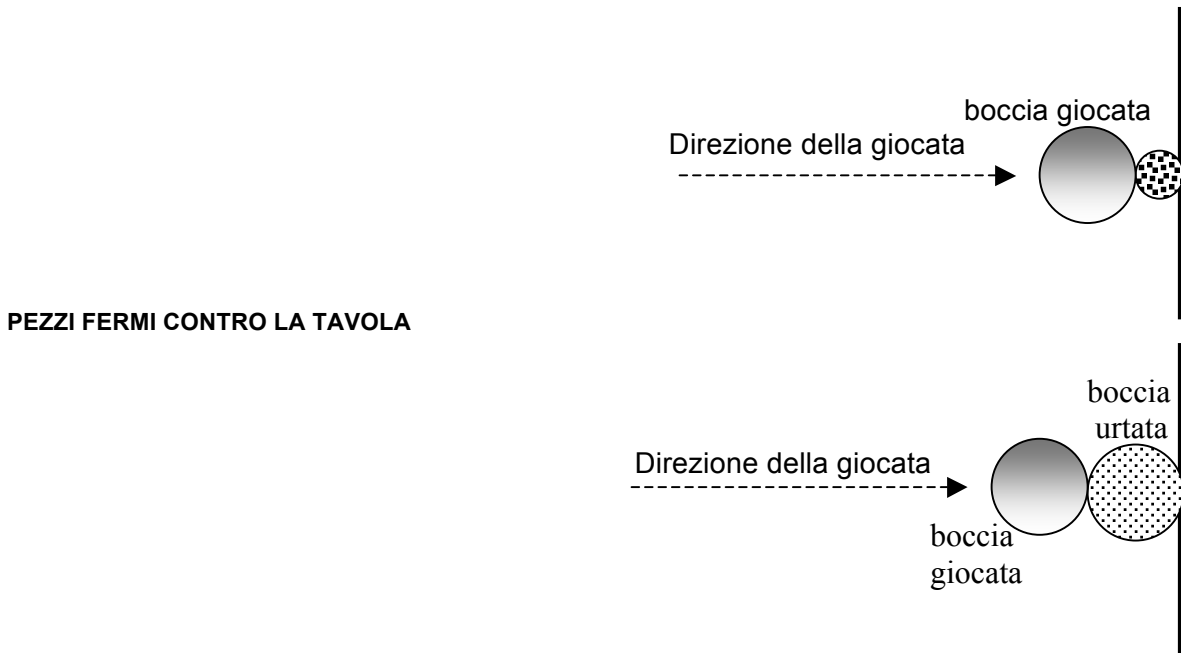 boccia giocata
Direzione della giocata
PEZZI FERMI CONTRO LA TAVOLA
boccia
urtata
Direzione della giocata
boccia
giocata